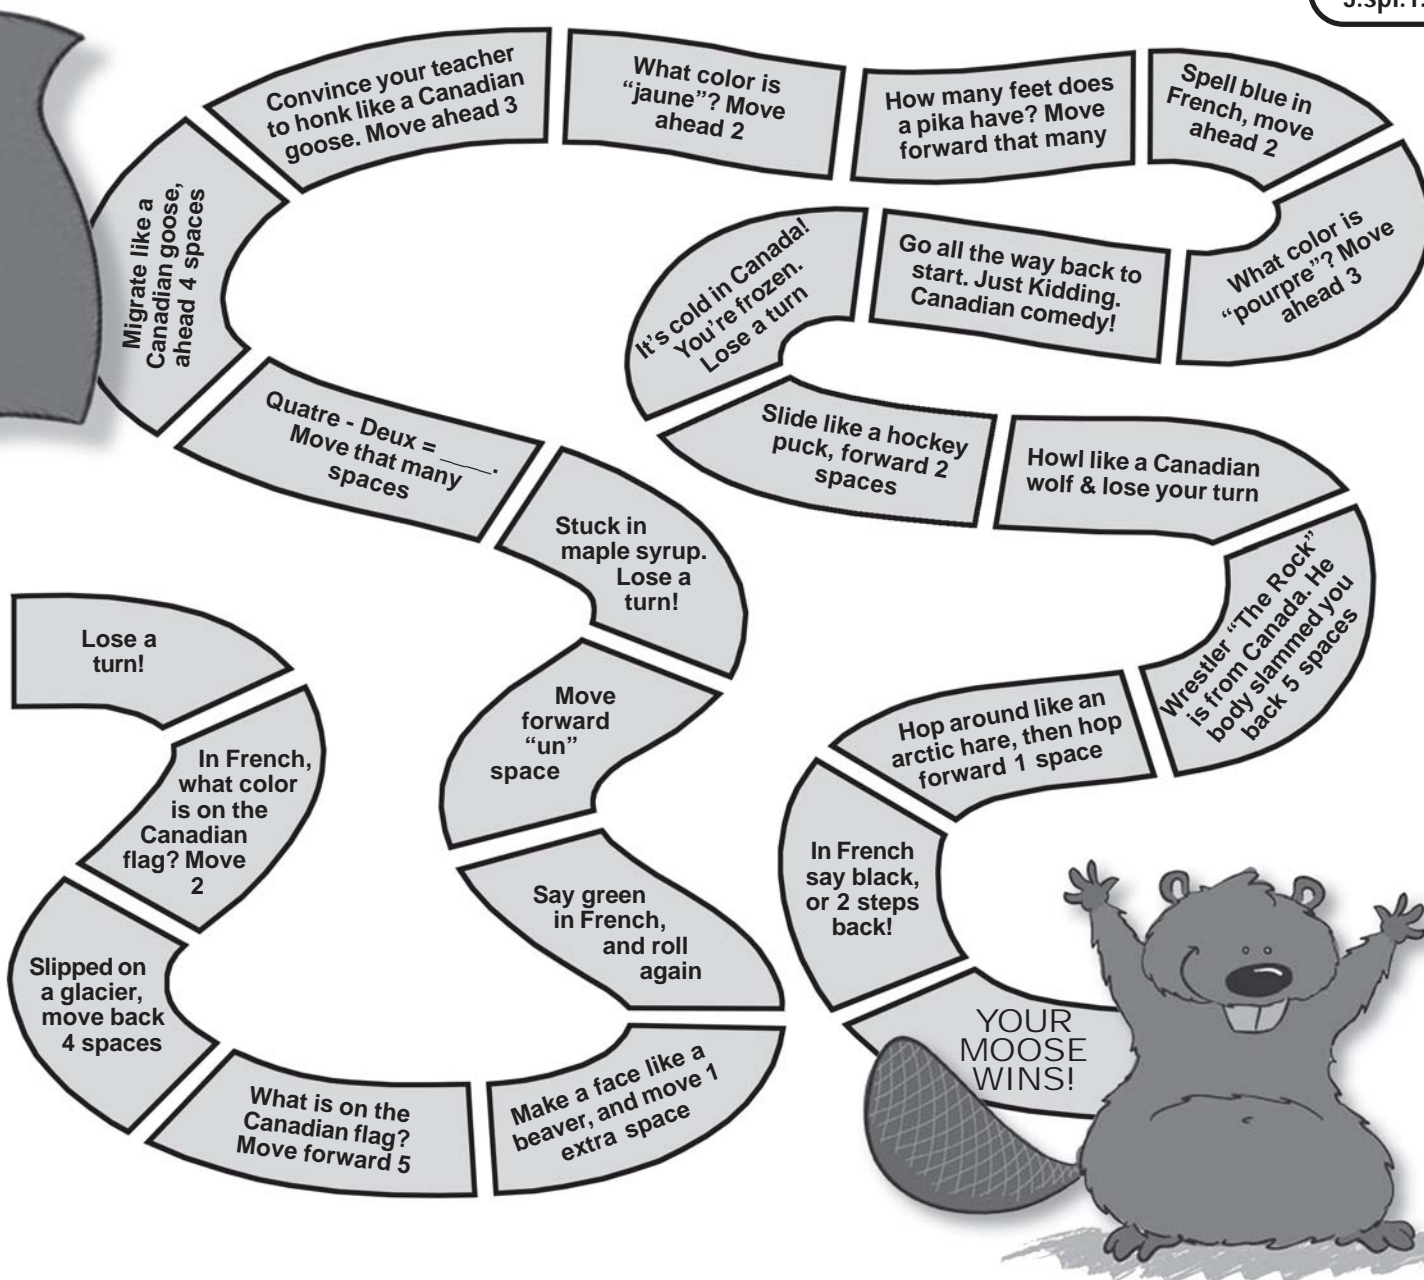 Convince your teacher
to honk like a Canadian
goose. Move ahead 3
What color is
“jaune”? Move
ahead 2
How many feet does
a pika have? Move
forward that many
Spell blue in
French, move
ahead 2
What color is
“pourpre”? Move
ahead 3
Go all the way back to
start. Just Kidding.
Canadian comedy!
It’s cold in Canada!
You’re frozen.
Lose a turn
Migrate like a
Canadian goose,
ahead 4 spaces
Quatre - Deux = ____.
Move that many
spaces
Slide like a hockey
puck, forward 2
spaces
Howl like a Canadian
wolf & lose your turn
Stuck in
maple syrup.
Lose a
turn!
Wrestler “The Rock”
is from Canada. He
body slammed you
back 5 spaces
Lose a
turn!
Move
forward
“un”
space
Hop around like an
arctic hare, then hop
forward 1 space
In French,
what color
is on the
Canadian
flag? Move
2
In French
say black,
or 2 steps
back!
Say green
in French,
and roll
again
Slipped on
a glacier,
move back
4 spaces
YOUR
MOOSE
WINS!
What is on the
Canadian flag?
Move forward 5
Make a face like a
beaver, and move 1
extra space